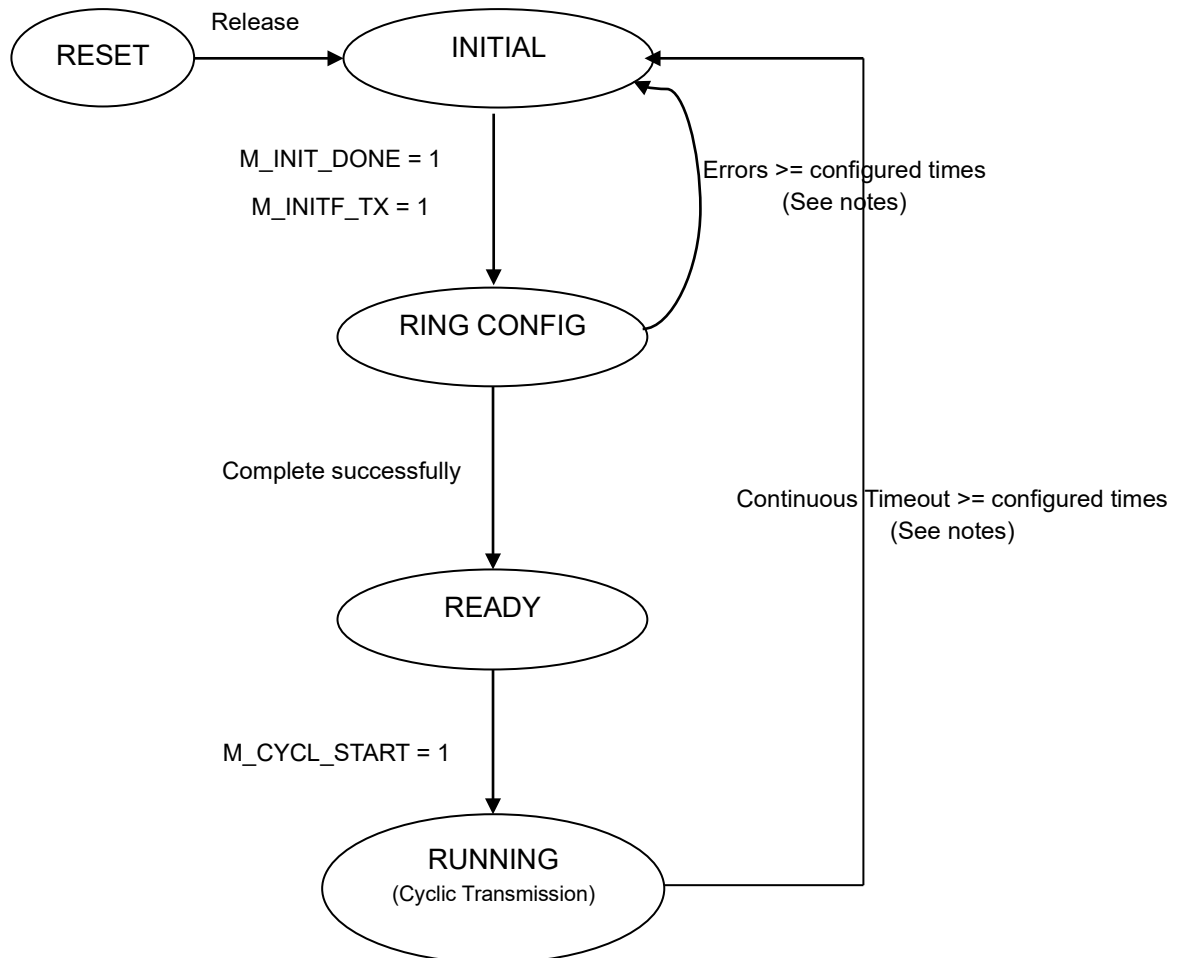 Release
RESET
INITIAL
M_INIT_DONE = 1
M_INITF_TX = 1
Errors >= configured times
(See notes)
RING CONFIG
Complete successfully
Continuous Timeout >= configured times
(See notes)
READY
M_CYCL_START = 1
RUNNING
(Cyclic Transmission)